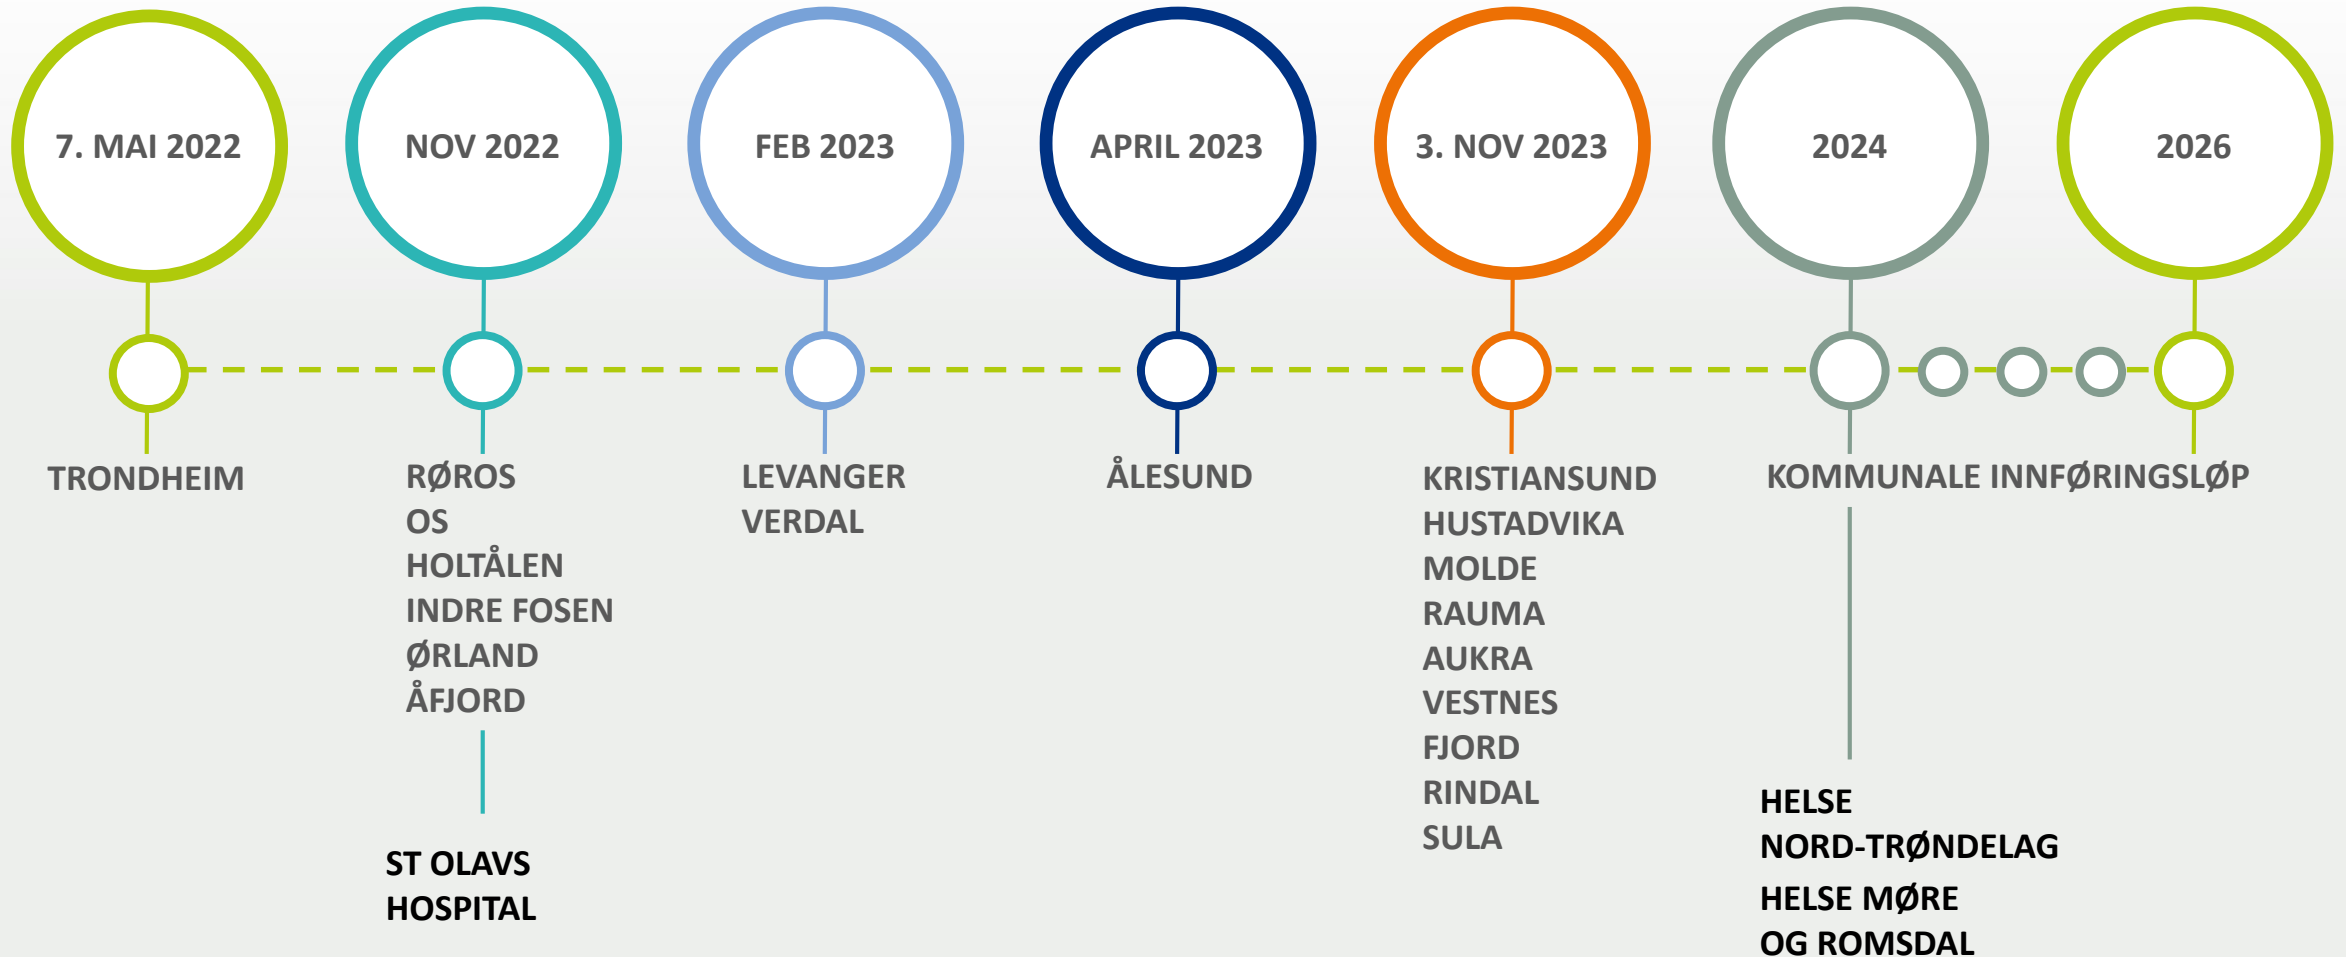 7. MAI 2022
NOV 2022
FEB 2023
APRIL 2023
3. NOV 2023
2024
2026
TRONDHEIM
RØROS
OS
HOLTÅLEN
INDRE FOSEN
ØRLAND
ÅFJORD
ST OLAVS
HOSPITAL
LEVANGER
VERDAL
ÅLESUND
KRISTIANSUND
HUSTADVIKA
MOLDE
RAUMA
AUKRA
VESTNES
FJORD
RINDAL
SULA
KOMMUNALE INNFØRINGSLØP
HELSE
NORD-TRØNDELAG
HELSE MØRE
OG ROMSDAL